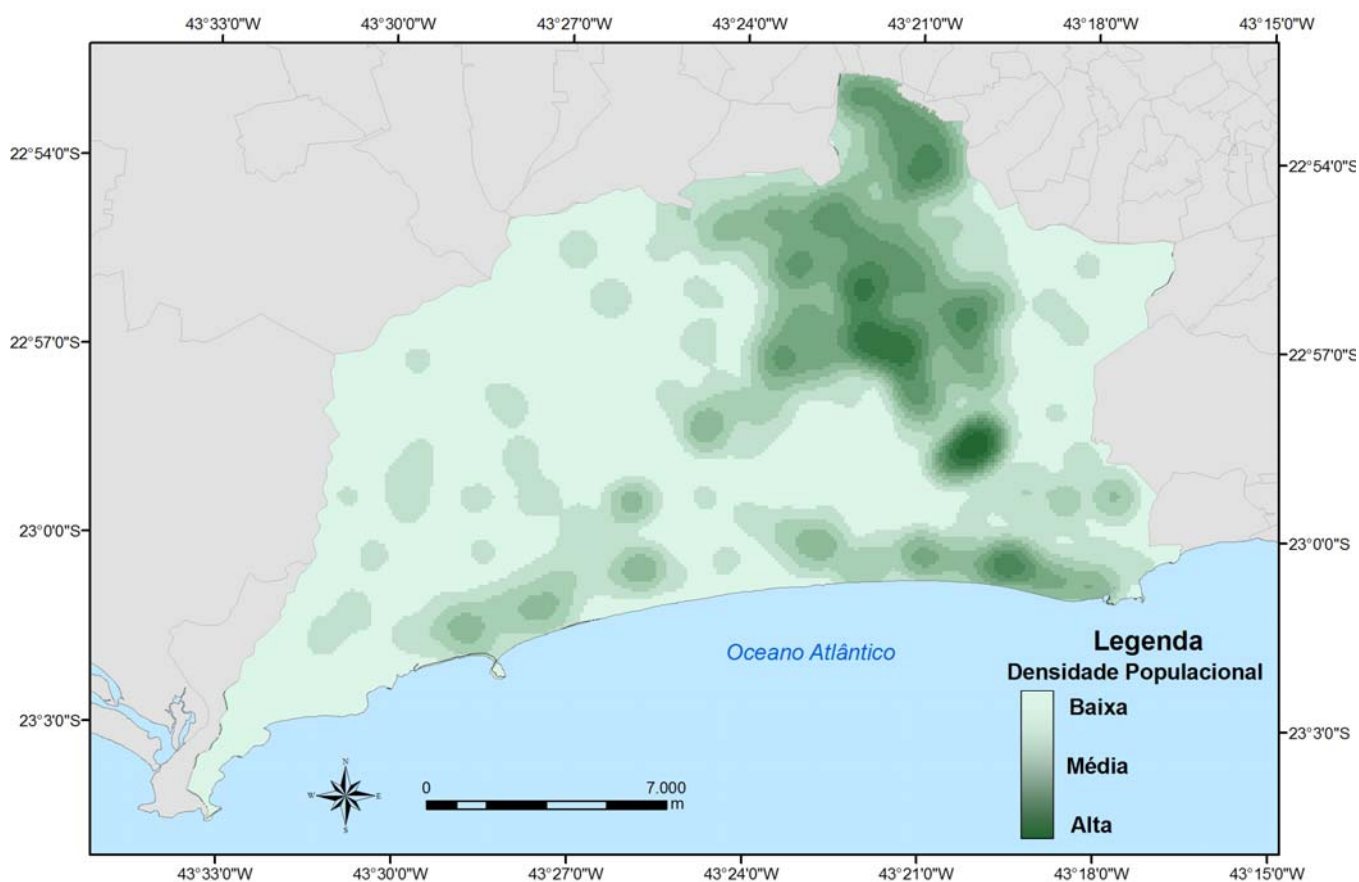 43°33'0"W 43°30'0"W 43°27'0"W 43°24'0"W 43°21'0"W 43°18'0"W 43°15'0"W
22°54'0"S 22°54'0"S
22°57'0"S 22°57'0"S
23°0'0"S 23°0'0"S
Oceano Atlântico
Legenda
Densidade Populacional
Baixa
Média
Alta
23°3'0"S 23°3'0"S
N
W E
S
0 7.000
m
43°33'0"W 43°30'0"W 43°27'0"W 43°24'0"W 43°21'0"W 43°18'0"W 43°15'0"W